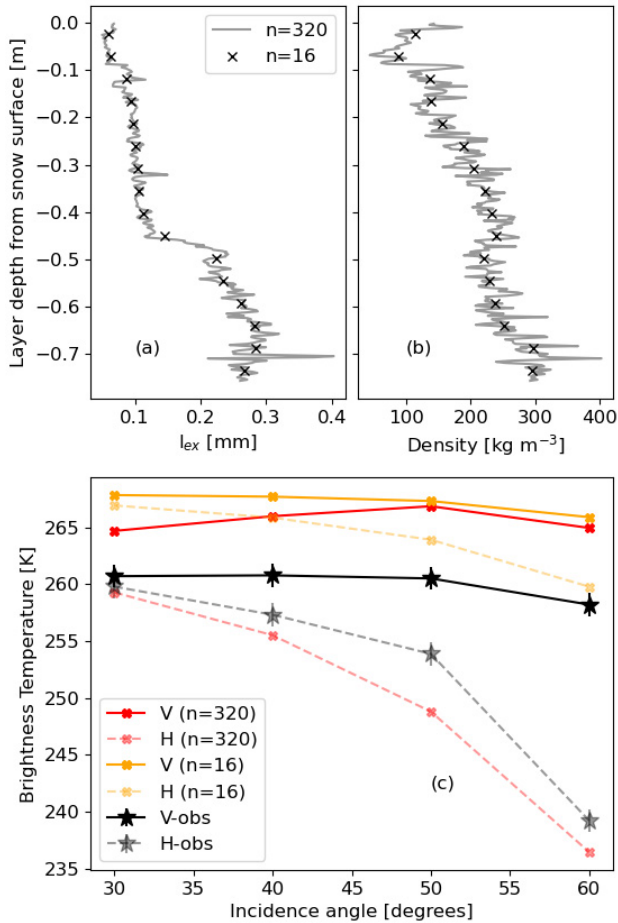 0.0
−0.1
−0.2
−0.3
−0.4
−0.5
−0.6
−0.7
Layer depth from snow surface [m]
n=320
n=16
(a)
0.1 0.2 0.3 0.4
l_ex [mm]
(b)
100 200 300 400
Density [kg m⁻³]
265
260
255
250
245
240
235
Brightness Temperature [K]
V (n=320)
H (n=320)
V (n=16)
H (n=16)
V-obs
H-obs
(c)
30 35 40 45 50 55 60
Incidence angle [degrees]